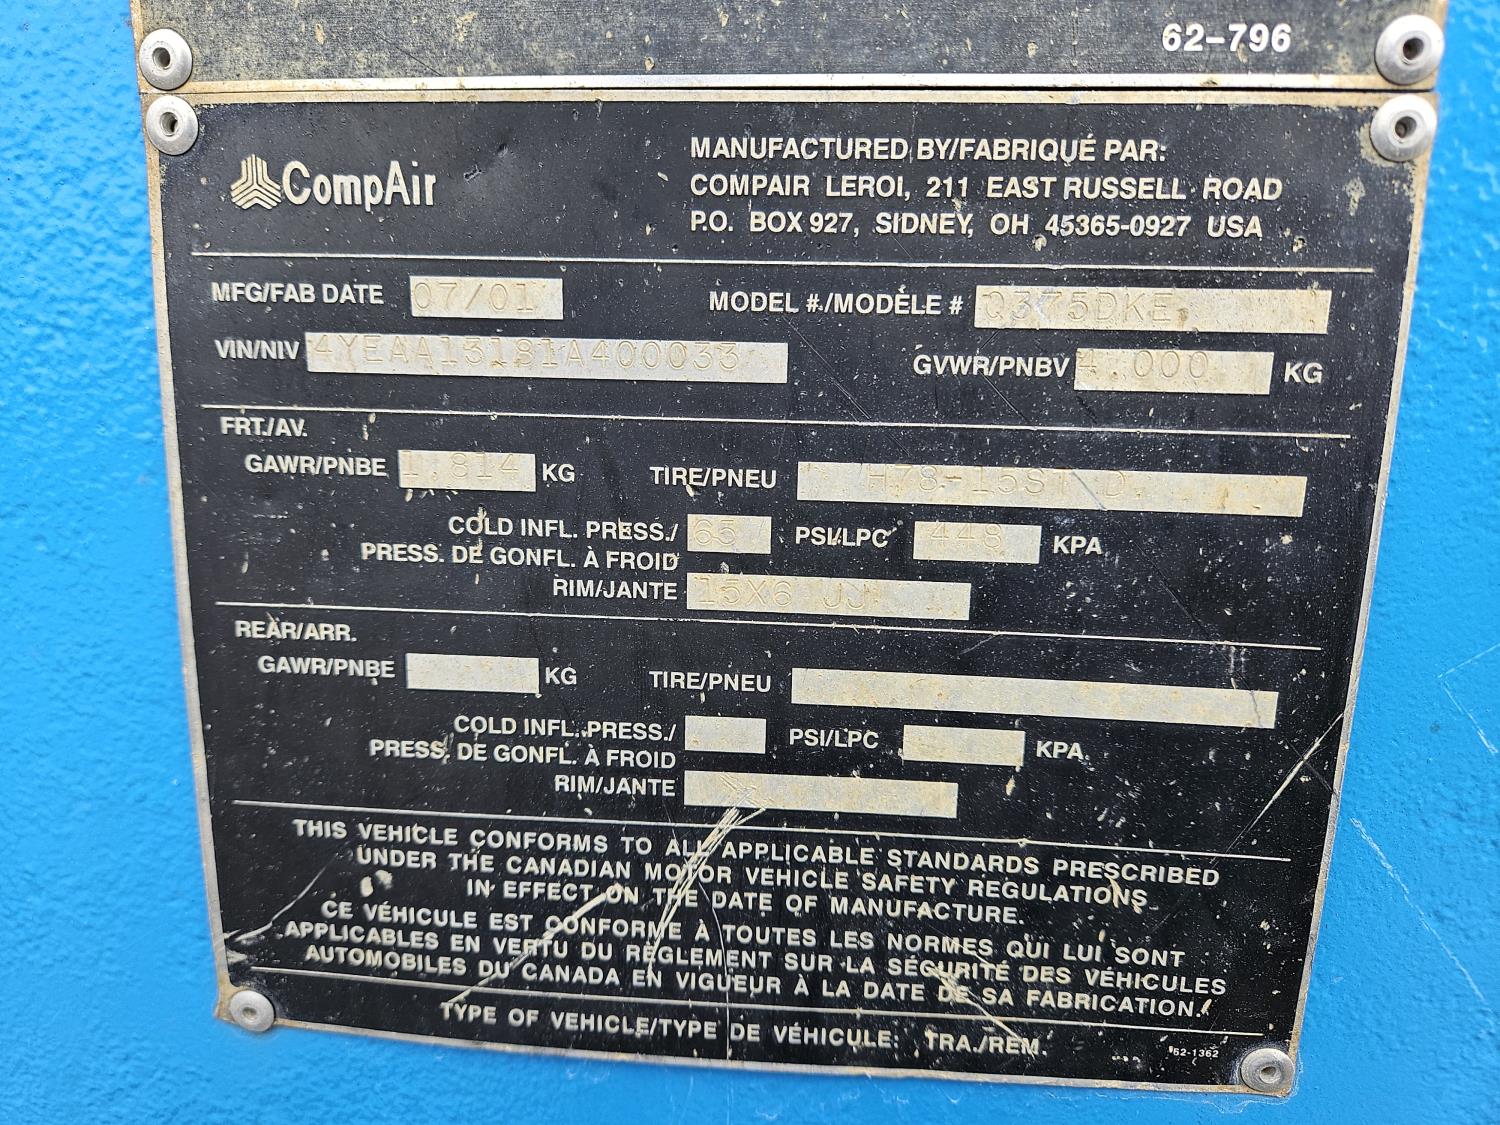 62-796
CompAir
MANUFACTURED BY/FABRIQUÉ PAR:
COMPAIR LEROI, 211 EAST RUSSELL ROAD
P.O. BOX 927, SIDNEY, OH 45365-0927 USA
MFG/FAB DATE 07/01 MODEL #./MODÈLE # Q375DKE
VIN/NIV 4YEAA15181A400033 GVWR/PNBV 4.000 KG
FRT./AV.
GAWR/PNBE 1.814 KG TIRE/PNEU H78-15ST D
COLD INFL. PRESS./ 65 PSI/LPC 448 KPA
PRESS. DE GONFL. À FROID
RIM/JANTE 15X6 JJ
REAR/ARR.
GAWR/PNBE KG TIRE/PNEU
COLD INFL. PRESS./ PSI/LPC KPA
PRESS. DE GONFL. À FROID
RIM/JANTE
THIS VEHICLE CONFORMS TO ALL APPLICABLE STANDARDS PRESCRIBED
UNDER THE CANADIAN MOTOR VEHICLE SAFETY REGULATIONS
IN EFFECT ON THE DATE OF MANUFACTURE.
CE VÉHICULE EST CONFORME À TOUTES LES NORMES QUI LUI SONT
APPLICABLES EN VERTU DU RÈGLEMENT SUR LA SÉCURITÉ DES VÉHICULES
AUTOMOBILES DU CANADA EN VIGUEUR À LA DATE DE SA FABRICATION.
TYPE OF VEHICLE/TYPE DE VÉHICULE: TRA./REM.
62-1362